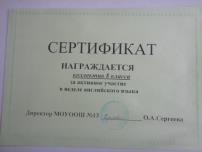 СЕРТИФИКАТ
НАГРАЖДАЕТСЯ
коллектив 8 класса
за активное участие
в неделе английского языка
Директор МОУООШ №13 О.А.Сергеева